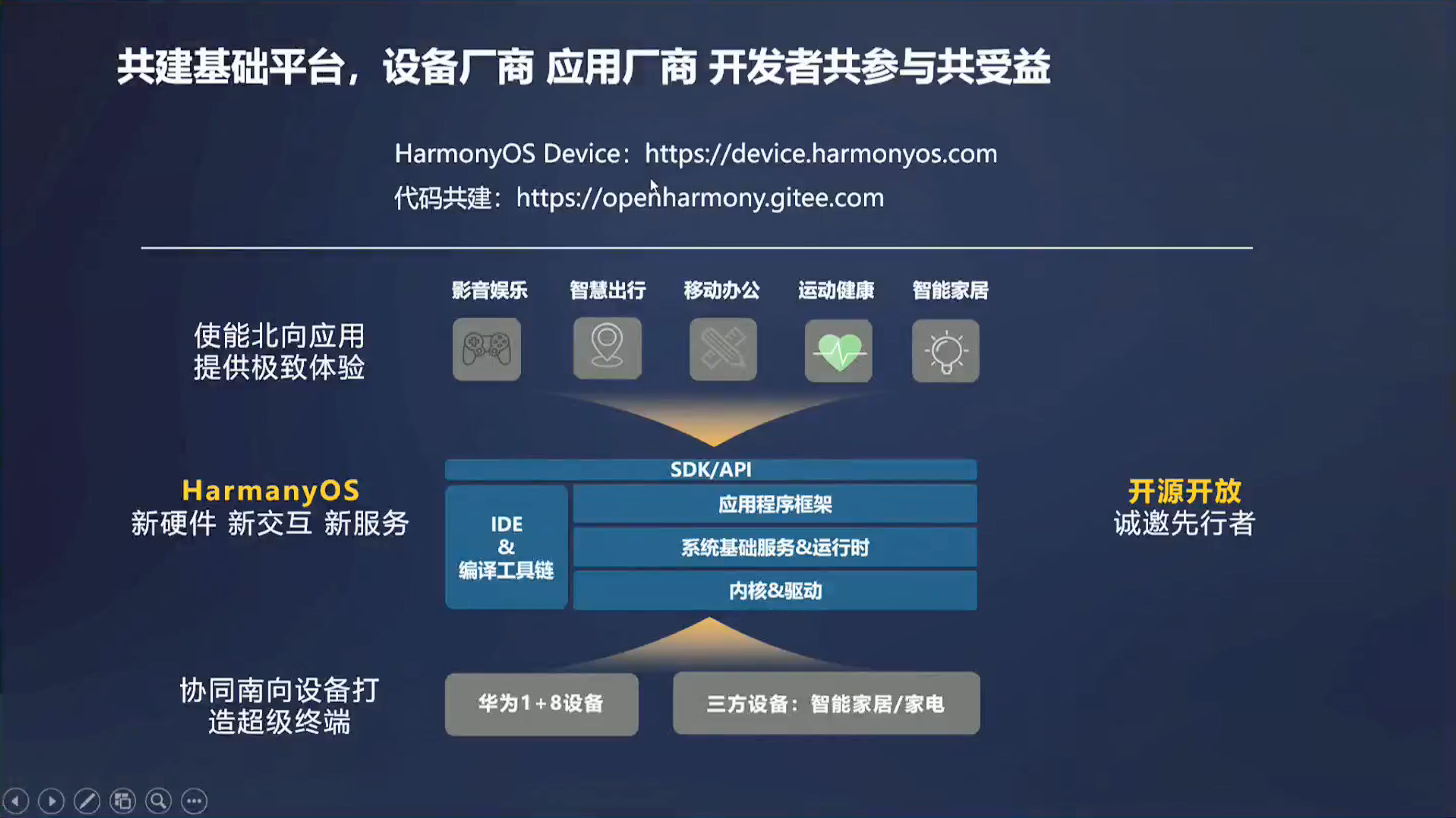 共建基础平台，设备厂商 应用厂商 开发者共参与共受益
HarmonyOS Device：https://device.harmonyos.com
代码共建：https://openharmony.gitee.com
影音娱乐 智慧出行 移动办公 运动健康 智能家居
使能北向应用
提供极致体验
SDK/API
HarmanyOS
新硬件 新交互 新服务
IDE
&
编译工具链
应用程序框架
系统基础服务&运行时
内核&驱动
开源开放
诚邀先行者
协同南向设备打
造超级终端
华为1+8设备
三方设备：智能家居/家电